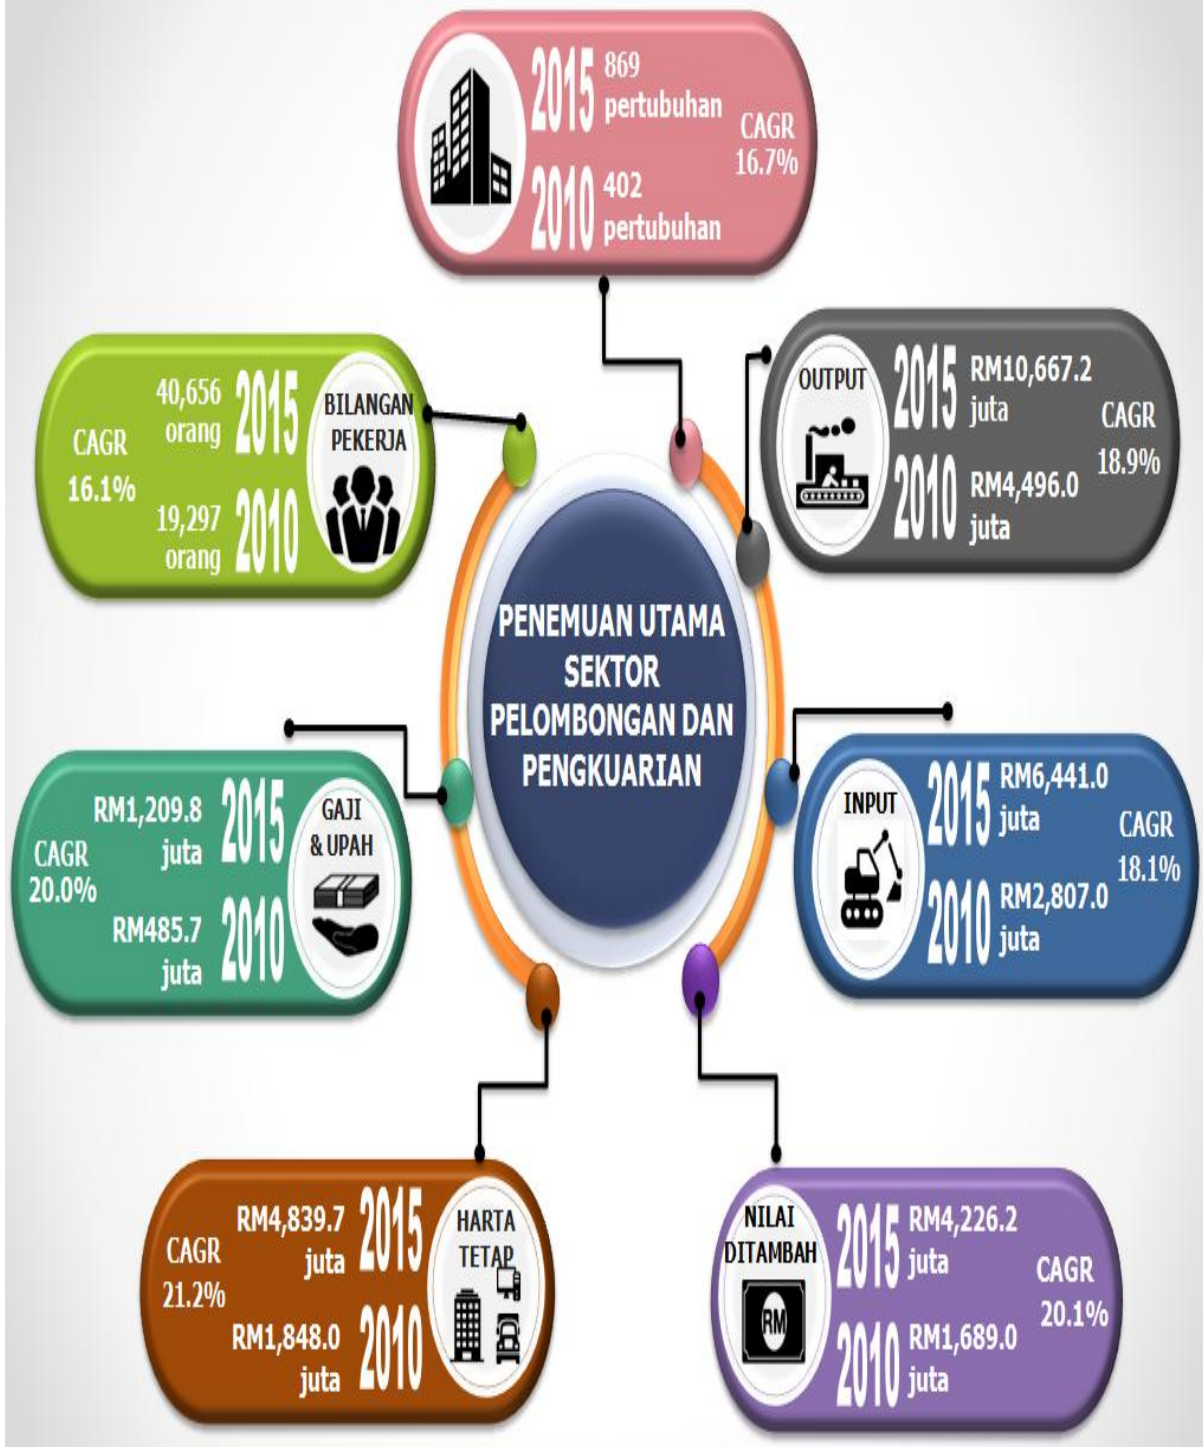 2015
869
pertubuhan
2010
402
pertubuhan
CAGR
16.7%
BILANGAN
PEKERJA
2015
40,656
orang
2010
19,297
orang
CAGR
16.1%
OUTPUT
2015
RM10,667.2
juta
2010
RM4,496.0
juta
CAGR
18.9%
PENEMUAN UTAMA
SEKTOR
PELOMBONGAN DAN
PENGKUARIAN
GAJI
& UPAH
2015
RM1,209.8
juta
2010
RM485.7
juta
CAGR
20.0%
INPUT
2015
RM6,441.0
juta
2010
RM2,807.0
juta
CAGR
18.1%
HARTA
TETAP
2015
RM4,839.7
juta
2010
RM1,848.0
juta
CAGR
21.2%
NILAI
DITAMBAH
RM
2015
RM4,226.2
juta
2010
RM1,689.0
juta
CAGR
20.1%